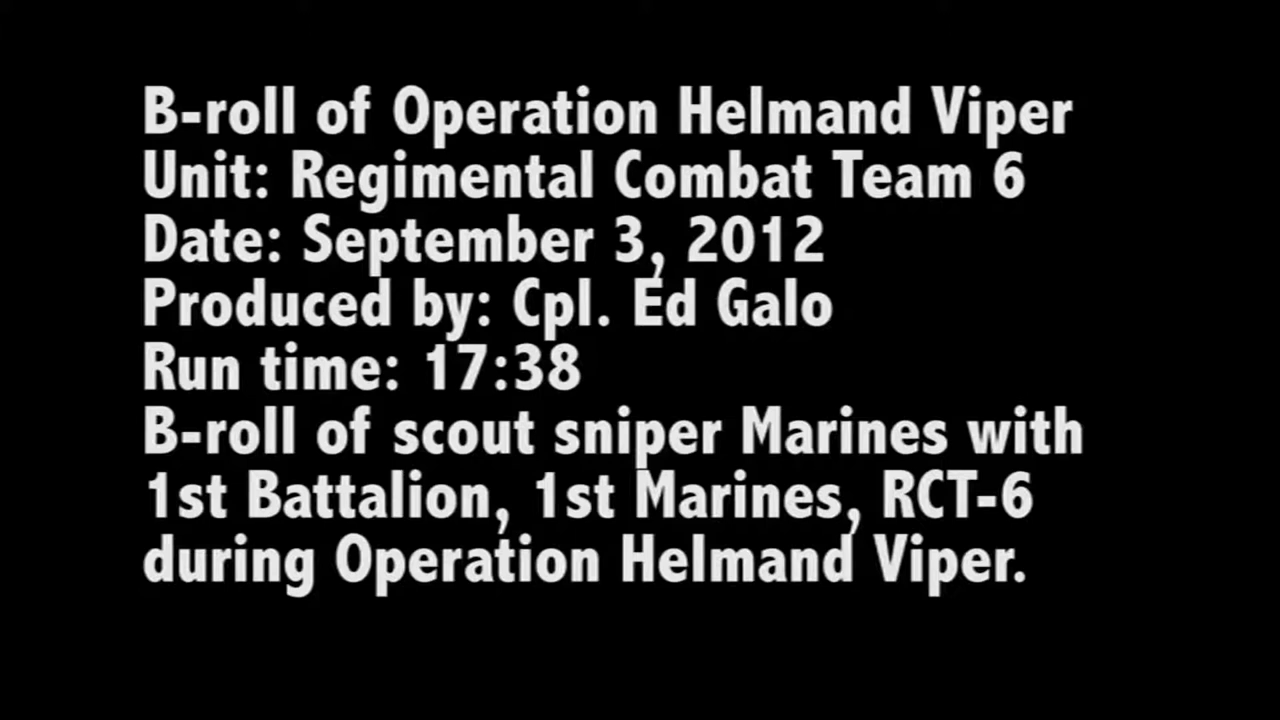 B-roll of Operation Helmand Viper
Unit: Regimental Combat Team 6
Date: September 3, 2012
Produced by: Cpl. Ed Galo
Run time: 17:38
B-roll of scout sniper Marines with
1st Battalion, 1st Marines, RCT-6
during Operation Helmand Viper.